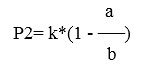 a
P2= k*(1 - ——)
b